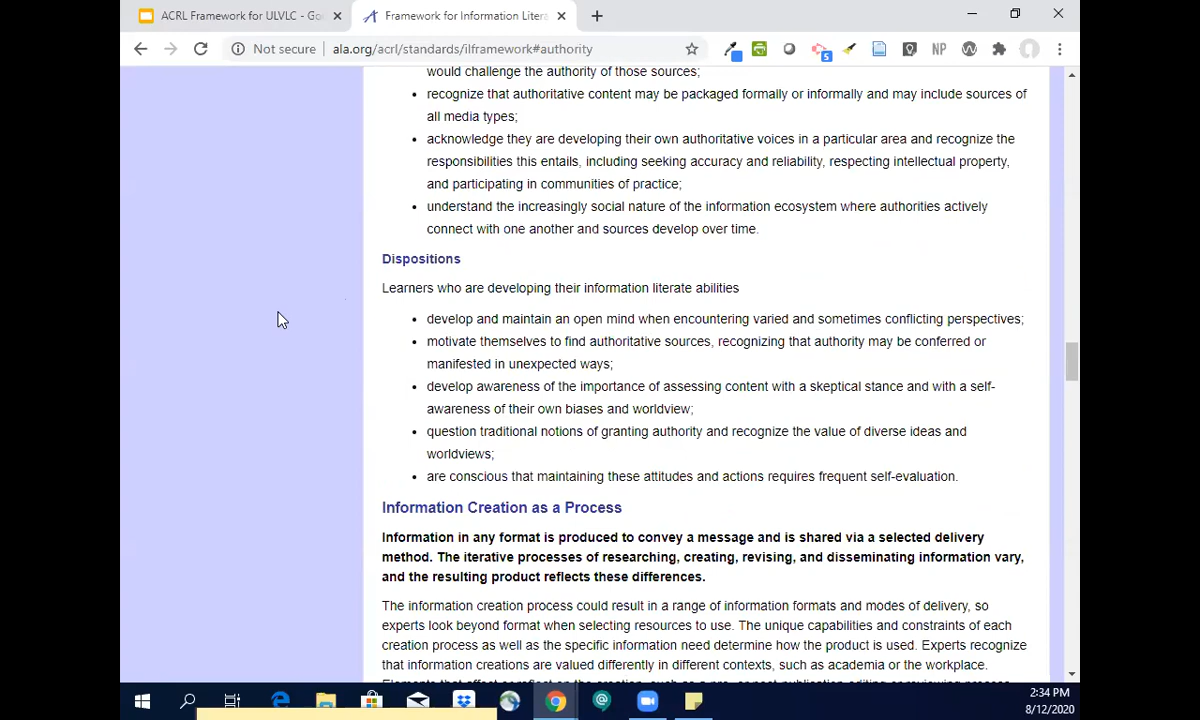 ACRL Framework for ULVLC - Goo
Framework for Information Litera
Not secure
ala.org/acrl/standards/ilframework#authority
5
NP
would challenge the authority of those sources;
• recognize that authoritative content may be packaged formally or informally and may include sources of
all media types;
• acknowledge they are developing their own authoritative voices in a particular area and recognize the
responsibilities this entails, including seeking accuracy and reliability, respecting intellectual property,
and participating in communities of practice;
• understand the increasingly social nature of the information ecosystem where authorities actively
connect with one another and sources develop over time.
Dispositions
Learners who are developing their information literate abilities
• develop and maintain an open mind when encountering varied and sometimes conflicting perspectives;
• motivate themselves to find authoritative sources, recognizing that authority may be conferred or
manifested in unexpected ways;
• develop awareness of the importance of assessing content with a skeptical stance and with a self-
awareness of their own biases and worldview;
• question traditional notions of granting authority and recognize the value of diverse ideas and
worldviews;
• are conscious that maintaining these attitudes and actions requires frequent self-evaluation.
Information Creation as a Process
Information in any format is produced to convey a message and is shared via a selected delivery
method. The iterative processes of researching, creating, revising, and disseminating information vary,
and the resulting product reflects these differences.
The information creation process could result in a range of information formats and modes of delivery, so
experts look beyond format when selecting resources to use. The unique capabilities and constraints of each
creation process as well as the specific information need determine how the product is used. Experts recognize
that information creations are valued differently in different contexts, such as academia or the workplace.
2:34 PM
8/12/2020